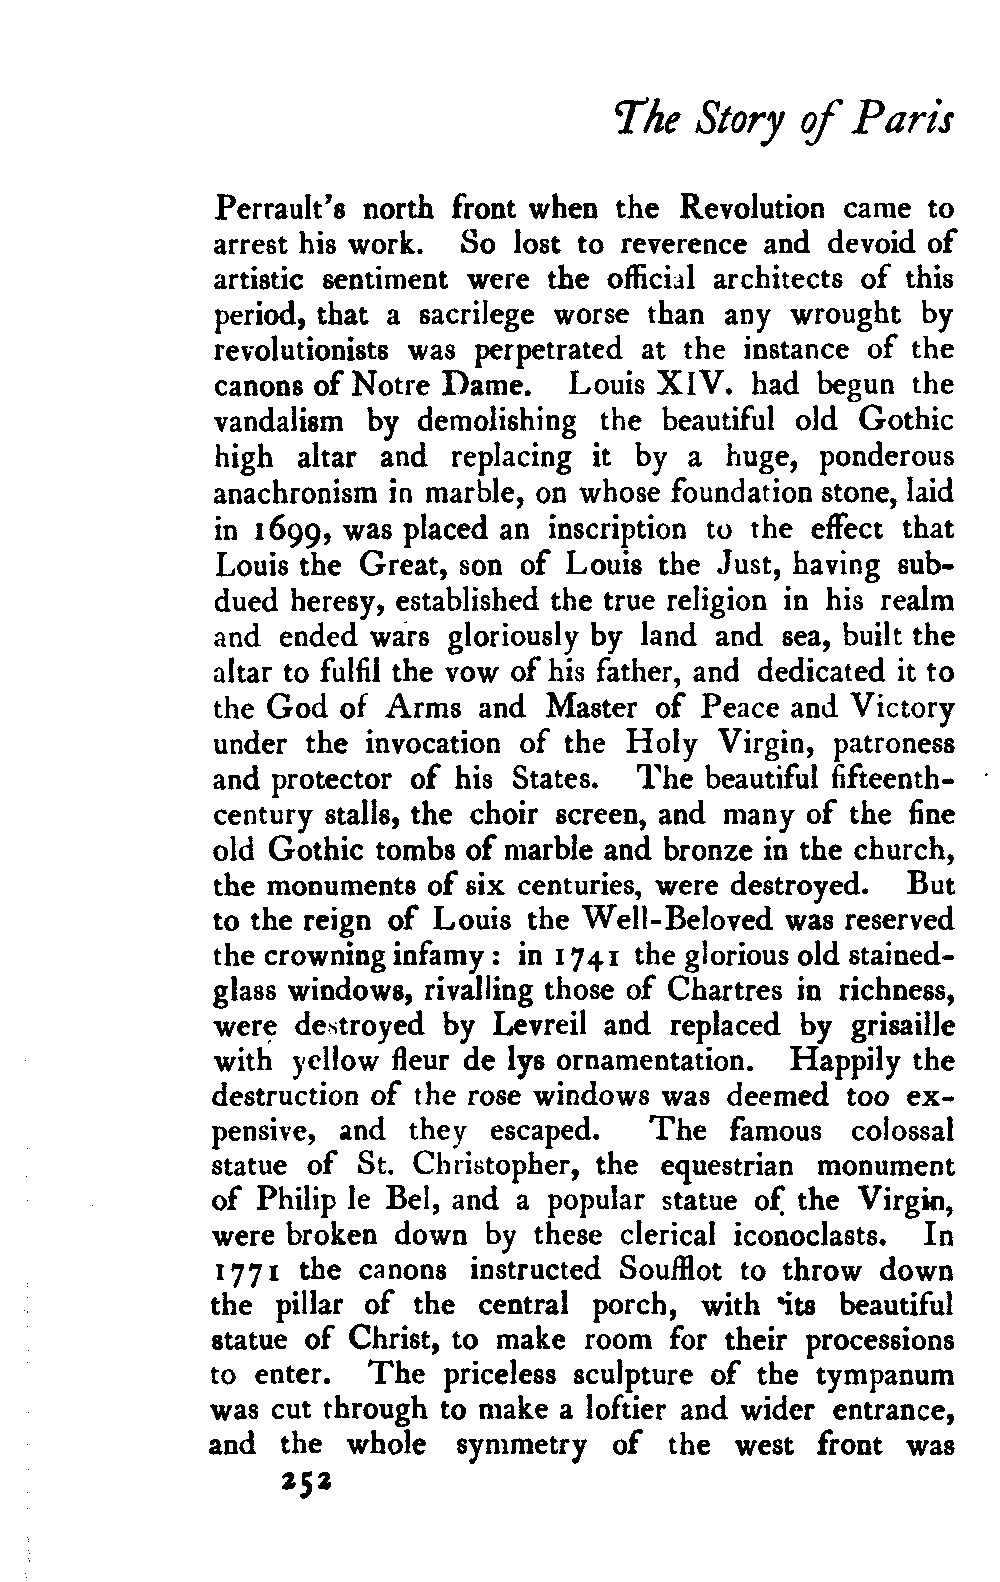 The Story of Paris
Perrault's north front when the Revolution came to
arrest his work. So lost to reverence and devoid of
artistic sentiment were the official architects of this
period, that a sacrilege worse than any wrought by
revolutionists was perpetrated at the instance of the
canons of Notre Dame. Louis XIV. had begun the
vandalism by demolishing the beautiful old Gothic
high altar and replacing it by a huge, ponderous
anachronism in marble, on whose foundation stone, laid
in 1699, was placed an inscription to the effect that
Louis the Great, son of Louis the Just, having sub-
dued heresy, established the true religion in his realm
and ended wars gloriously by land and sea, built the
altar to fulfil the vow of his father, and dedicated it to
the God of Arms and Master of Peace and Victory
under the invocation of the Holy Virgin, patroness
and protector of his States. The beautiful fifteenth-
century stalls, the choir screen, and many of the fine
old Gothic tombs of marble and bronze in the church,
the monuments of six centuries, were destroyed. But
to the reign of Louis the Well-Beloved was reserved
the crowning infamy : in 1741 the glorious old stained-
glass windows, rivalling those of Chartres in richness,
were destroyed by Levreil and replaced by grisaille
with yellow fleur de lys ornamentation. Happily the
destruction of the rose windows was deemed too ex-
pensive, and they escaped. The famous colossal
statue of St. Christopher, the equestrian monument
of Philip le Bel, and a popular statue of the Virgin,
were broken down by these clerical iconoclasts. In
1771 the canons instructed Soufflot to throw down
the pillar of the central porch, with its beautiful
statue of Christ, to make room for their processions
to enter. The priceless sculpture of the tympanum
was cut through to make a loftier and wider entrance,
and the whole symmetry of the west front was
252